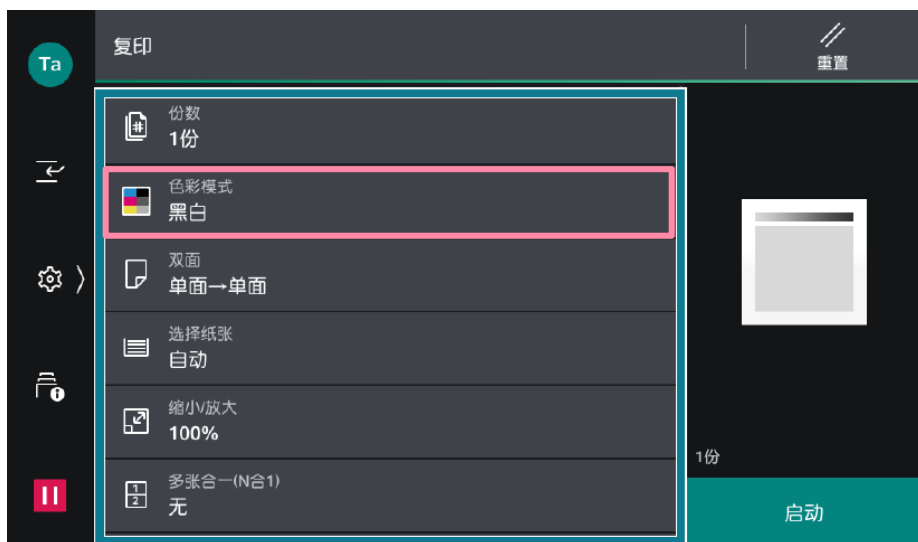 复印
重置
Ta
份数
1份
色彩模式
黑白
双面
单面→单面
选择纸张
自动
缩小/放大
100%
多张合一(N合1)
无
1份
启动